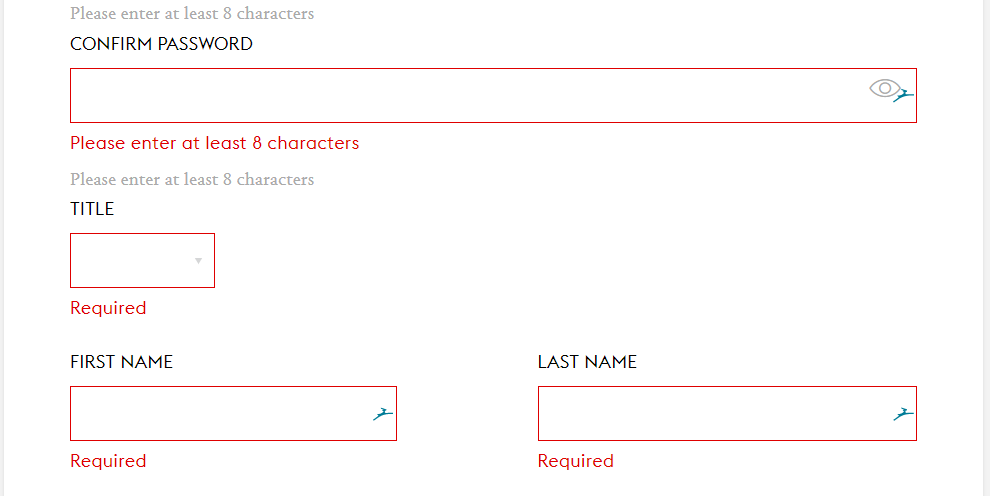 Please enter at least 8 characters
CONFIRM PASSWORD
Please enter at least 8 characters
Please enter at least 8 characters
TITLE
Required
FIRST NAME
LAST NAME
Required
Required